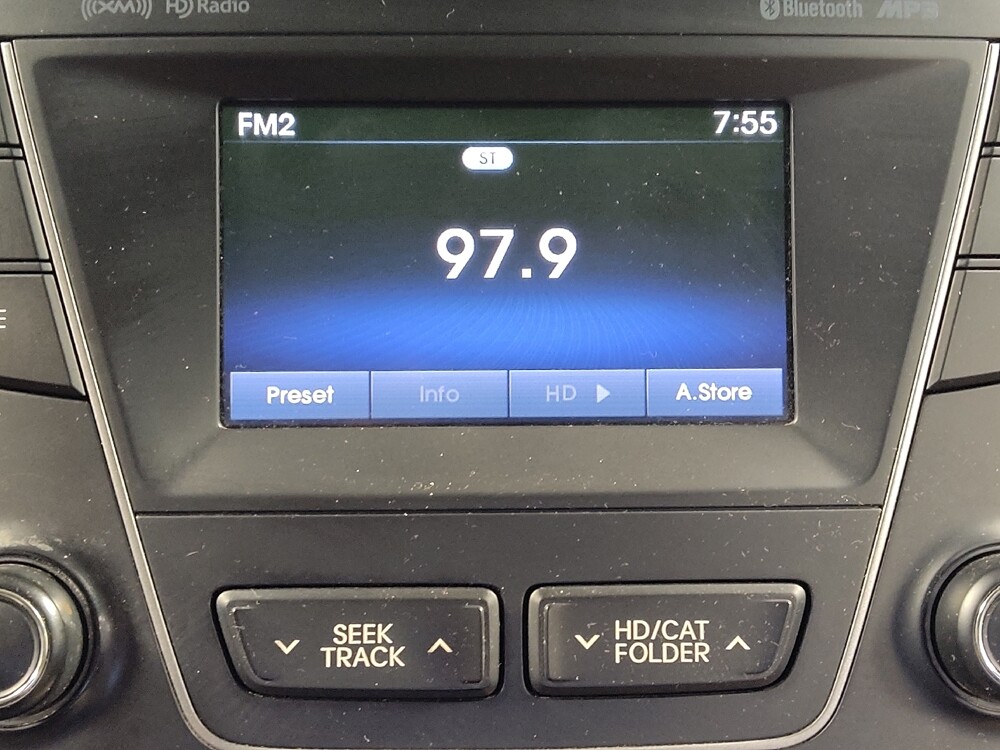 ((XM)) HD Radio Bluetooth MP3
FM2 7:55
ST
97.9
Preset Info HD ▶ A.Store
SEEK
TRACK
HD/CAT
FOLDER